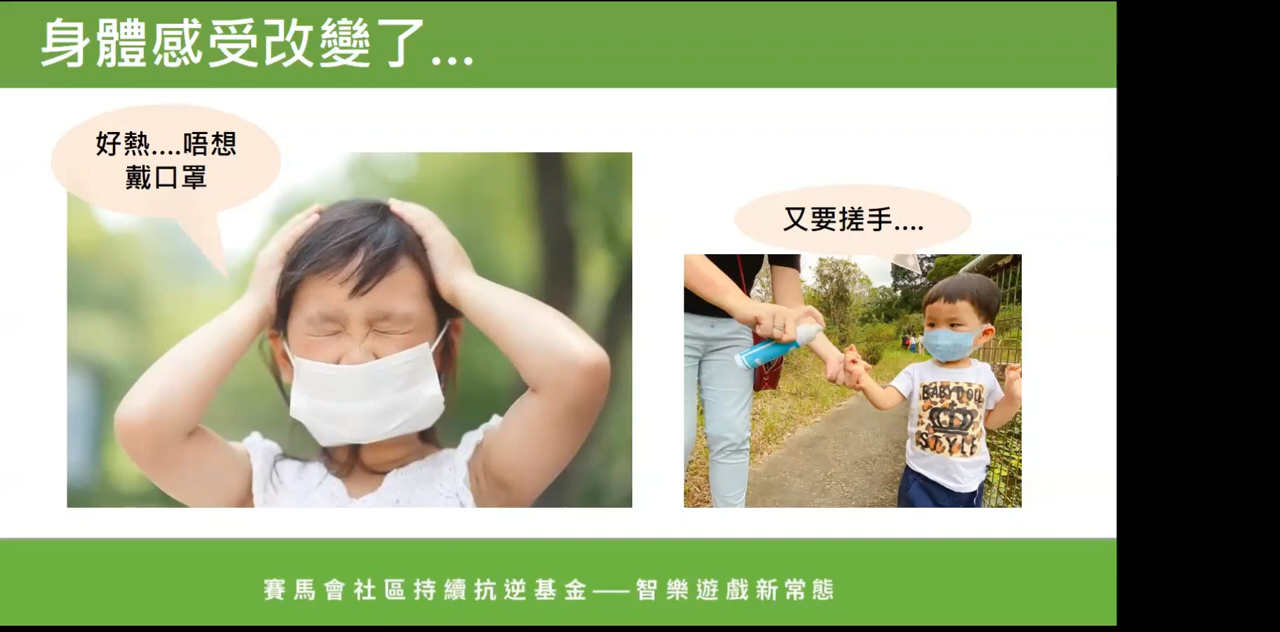 身體感受改變了...
好熱....唔想
戴口罩
又要搓手....
BABY DOLL
STYLE
賽馬會社區持續抗逆基金——智樂遊戲新常態